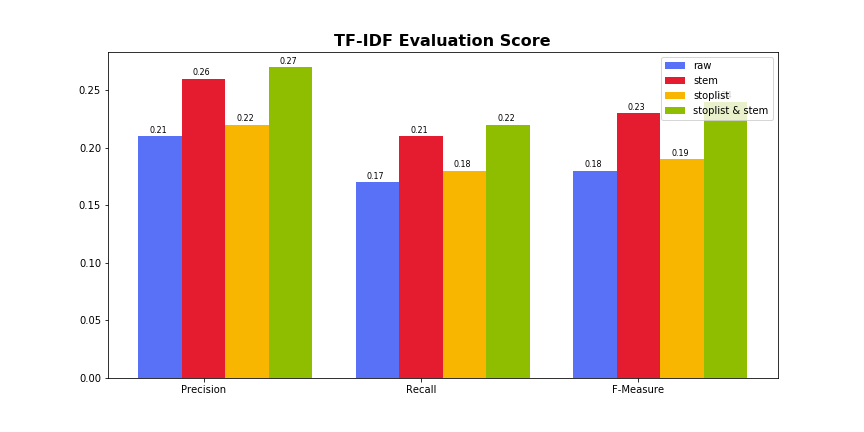 TF-IDF Evaluation Score
raw
stem
stoplist
stoplist & stem
0.25
0.20
0.15
0.10
0.05
0.00
0.21
0.26
0.22
0.27
0.17
0.21
0.18
0.22
0.18
0.23
0.19
Precision
Recall
F-Measure